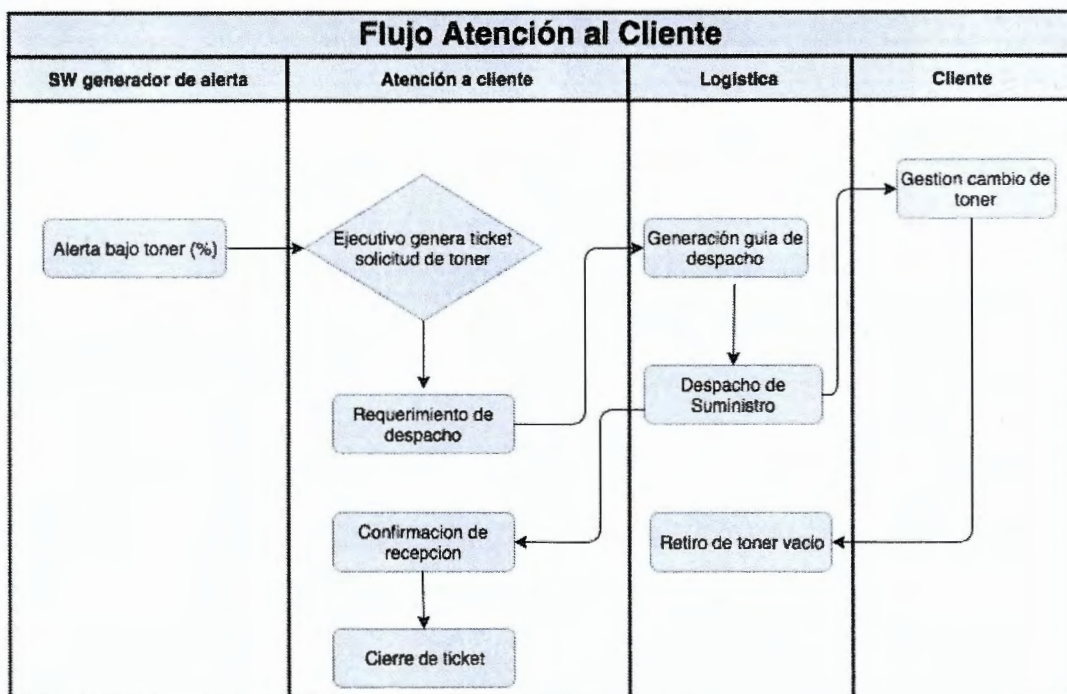 Flujo Atención al Cliente
SW generador de alerta
Atención a cliente
Logística
Cliente
Alerta bajo toner (%)
Ejecutivo genera ticket
solicitud de toner
Requerimiento de
despacho
Confirmacion de
recepcion
Cierre de ticket
Generación guia de
despacho
Despacho de
Suministro
Retiro de toner vacio
Gestion cambio de
toner